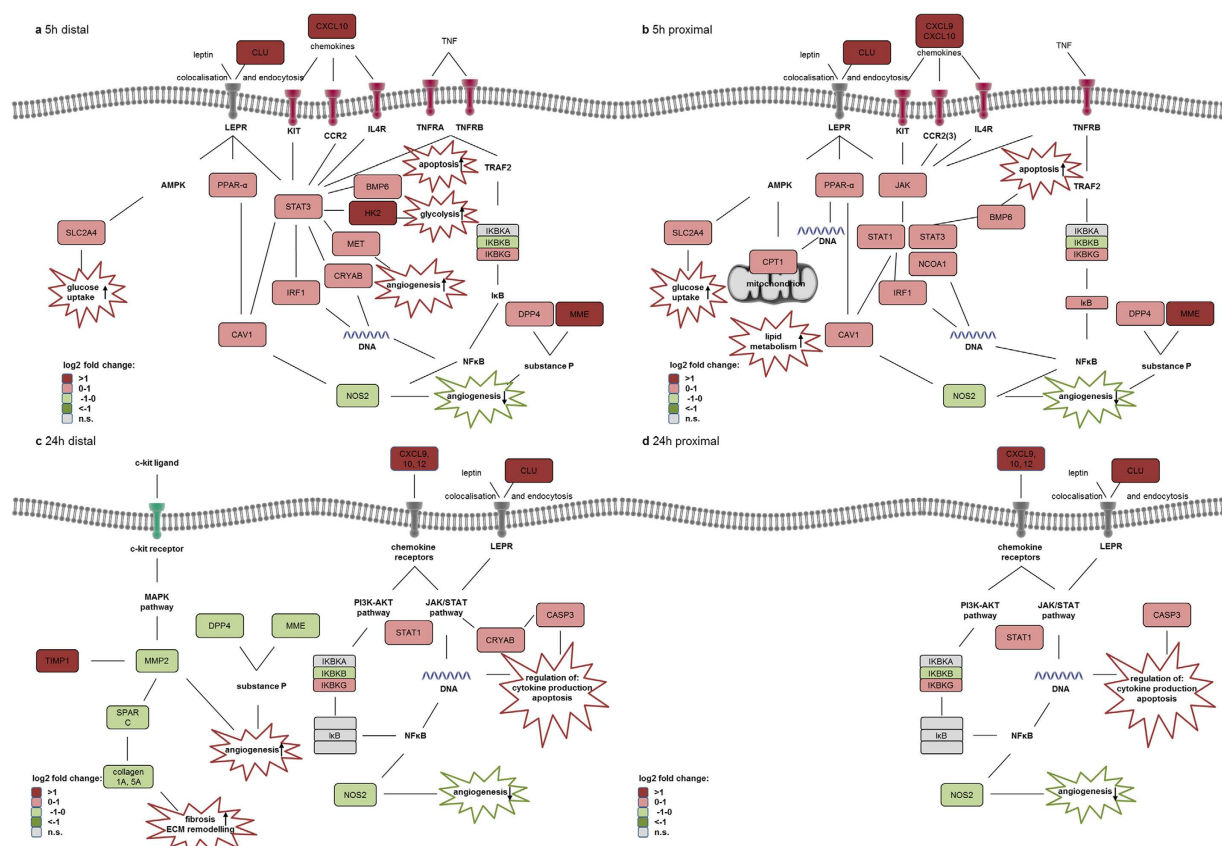 a 5h distal
CXCL10
chemokines
leptin
CLU
colocalisation
and endocytosis
TNF
LEPR
KIT
CCR2
IL4R
TNFRA
TNFRB
AMPK
PPAR-α
STAT3
apoptosis
BMP6
HK2
glycolysis
TRAF2
SLC2A4
MET
IKBKA
IKBKB
IKBKG
glucose
uptake
IRF1
CRYAB
angiogenesis
IκB
CAV1
DNA
DPP4
MME
NFκB
substance P
NOS2
angiogenesis
log2 fold change:
>1
0-1
-1-0
<-1
n.s.
b 5h proximal
CXCL9
CXCL10
chemokines
leptin
CLU
colocalisation
and endocytosis
TNF
LEPR
KIT
CCR2(3)
IL4R
TNFRB
AMPK
PPAR-α
JAK
apoptosis
TRAF2
BMP6
SLC2A4
DNA
STAT1
STAT3
IKBKA
IKBKB
IKBKG
CPT1
NCOA1
mitochondrion
glucose
uptake
IRF1
IκB
DPP4
MME
lipid
metabolism
CAV1
DNA
NFκB
substance P
NOS2
angiogenesis
log2 fold change:
>1
0-1
-1-0
<-1
n.s.
c 24h distal
c-kit ligand
CXCL9,
10, 12
leptin
CLU
colocalisation
and endocytosis
c-kit receptor
chemokine
receptors
LEPR
MAPK
pathway
PI3K-AKT
pathway
JAK/STAT
pathway
DPP4
MME
STAT1
CRYAB
CASP3
TIMP1
MMP2
IKBKA
IKBKB
IKBKG
substance P
DNA
regulation of:
cytokine production
apoptosis
SPAR
C
angiogenesis
IκB
NFκB
collagen
1A, 5A
NOS2
angiogenesis
fibrosis
ECM remodelling
log2 fold change:
>1
0-1
-1-0
<-1
n.s.
d 24h proximal
CXCL9,
10, 12
leptin
CLU
colocalisation
and endocytosis
chemokine
receptors
LEPR
PI3K-AKT
pathway
JAK/STAT
pathway
STAT1
CASP3
IKBKA
IKBKB
IKBKG
DNA
regulation of:
cytokine production
apoptosis
IκB
NFκB
NOS2
angiogenesis
log2 fold change:
>1
0-1
-1-0
<-1
n.s.